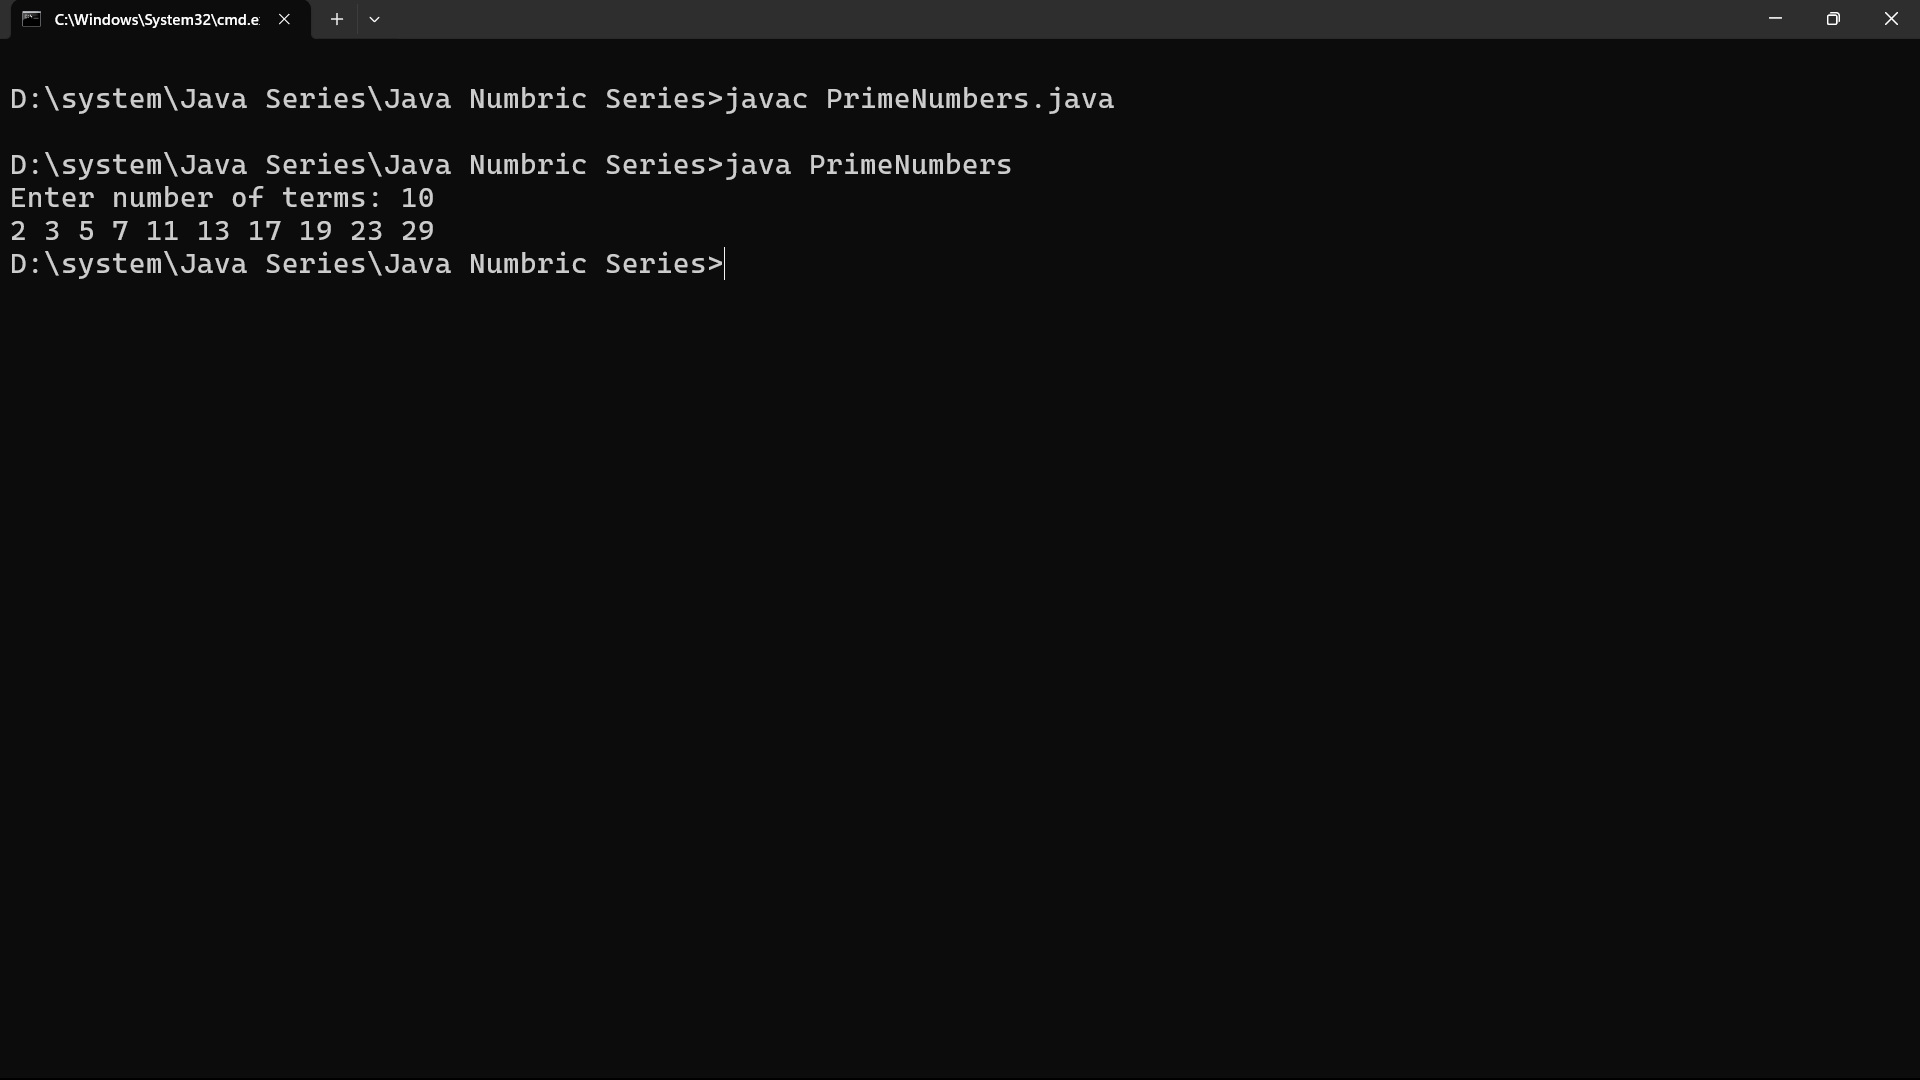 C:\Windows\System32\cmd.e
D:\system\Java Series\Java Numbric Series>javac PrimeNumbers.java
D:\system\Java Series\Java Numbric Series>java PrimeNumbers
Enter number of terms: 10
2 3 5 7 11 13 17 19 23 29
D:\system\Java Series\Java Numbric Series>